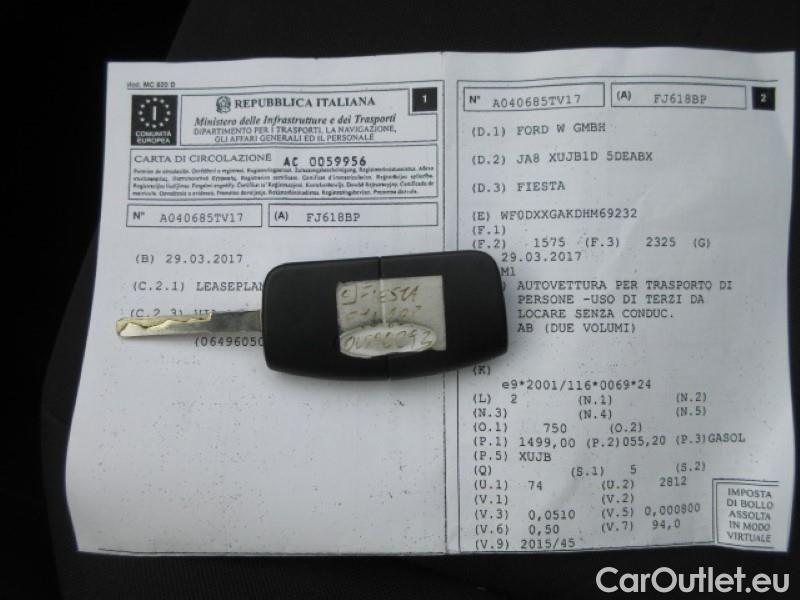 Mod. MC 820 D
COMUNITÀ
EUROPEA
REPUBBLICA ITALIANA
1
Ministero delle Infrastrutture e dei Trasporti
DIPARTIMENTO PER I TRASPORTI, LA NAVIGAZIONE,
GLI AFFARI GENERALI ED IL PERSONALE
CARTA DI CIRCOLAZIONE AC 0059956
N° A040685TV17 (A) FJ618BP
(B) 29.03.2017
(C.2.1) LEASEPLAN
(C.2.3)
(06496050
N° A040685TV17 (A) FJ618BP 2
(D.1) FORD W GMBH
(D.2) JA8 XUJB1D 5DEABX
(D.3) FIESTA
(E) WF0DXXGAKDHM69232
(F.1)
(F.2) 1575 (F.3) 2325 (G)
29.03.2017
M1
AUTOVETTURA PER TRASPORTO DI
PERSONE -USO DI TERZI DA
LOCARE SENZA CONDUC.
AB (DUE VOLUMI)
(K)
e9*2001/116*0069*24
(L) 2 (N.1) (N.2)
(N.3) (N.4) (N.5)
(O.1) 750 (O.2)
(P.1) 1499,00 (P.2) 055,20 (P.3) GASOL
(P.5) XUJB
(Q) (S.1) 5 (S.2)
(U.1) 74 (U.2) 2812
(V.1) (V.2)
(V.3) 0,0510 (V.5) 0,000800
(V.6) 0,50 (V.7) 94,0
(V.9) 2015/45
IMPOSTA
DI BOLLO
ASSOLTA
IN MODO
VIRTUALE
FIESTA
CarOutlet.eu